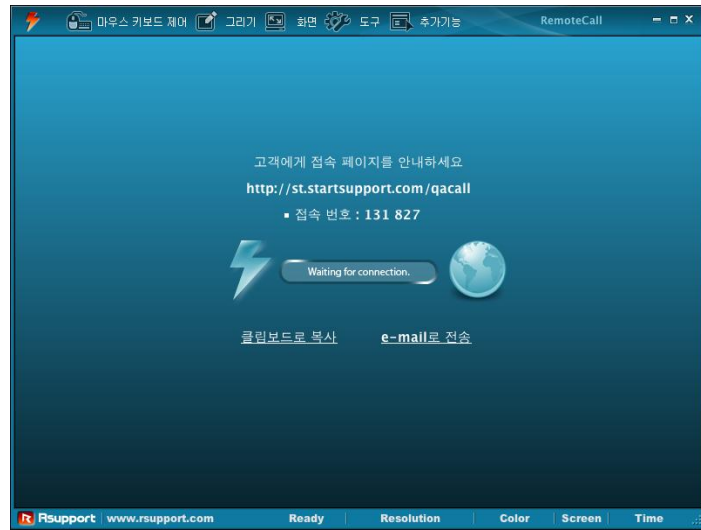 마우스 키보드 제어 그리기 화면 도구 추가기능 RemoteCall
고객에게 접속 페이지를 안내하세요
http://st.startsupport.com/qacall
▪ 접속 번호 : 131 827
Waiting for connection.
클립보드로 복사 e-mail로 전송
Rsupport www.rsupport.com Ready Resolution Color Screen Time